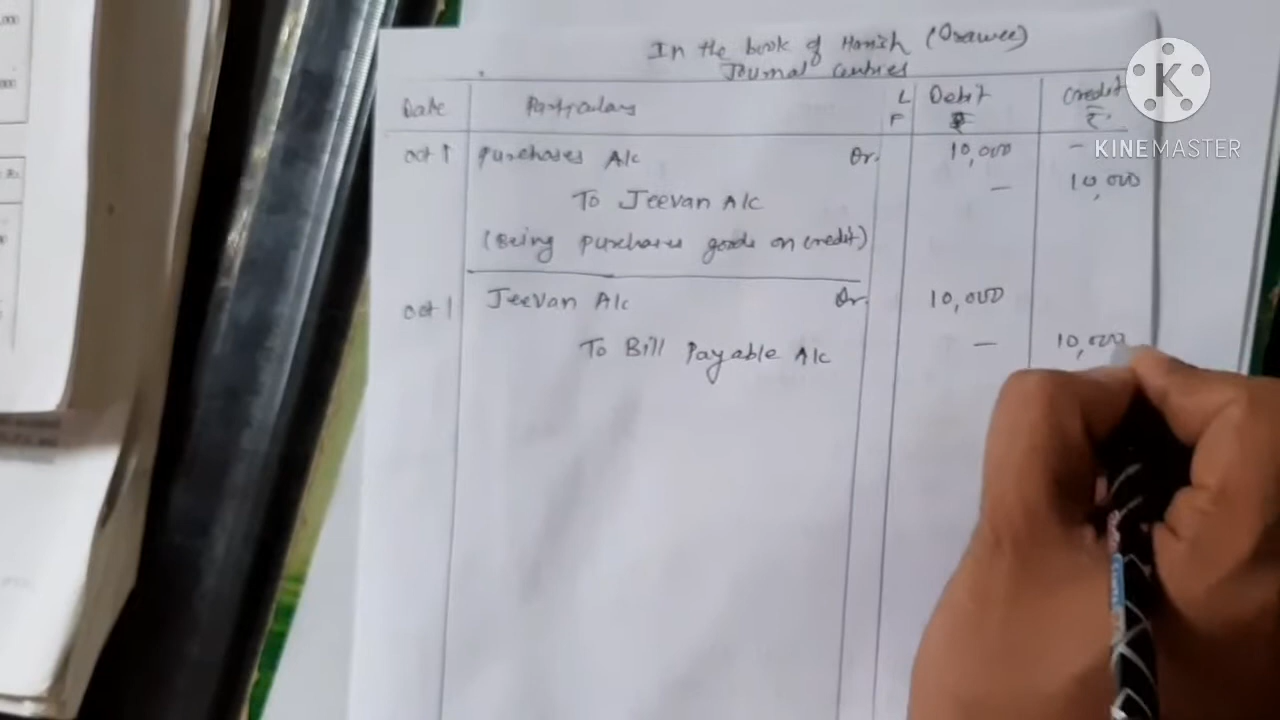 In the book of Harish (Drawee)
Journal entries
Date Particulars L F Debit ₹ Credit ₹
oct 1 Purchases A/c Dr. 10,000 -
To Jeevan A/c — 10,000
(Being purchases goods on credit)
oct 1 Jeevan A/c Dr. 10,000
To Bill Payable A/c — 10,000
K
KINEMASTER
,000